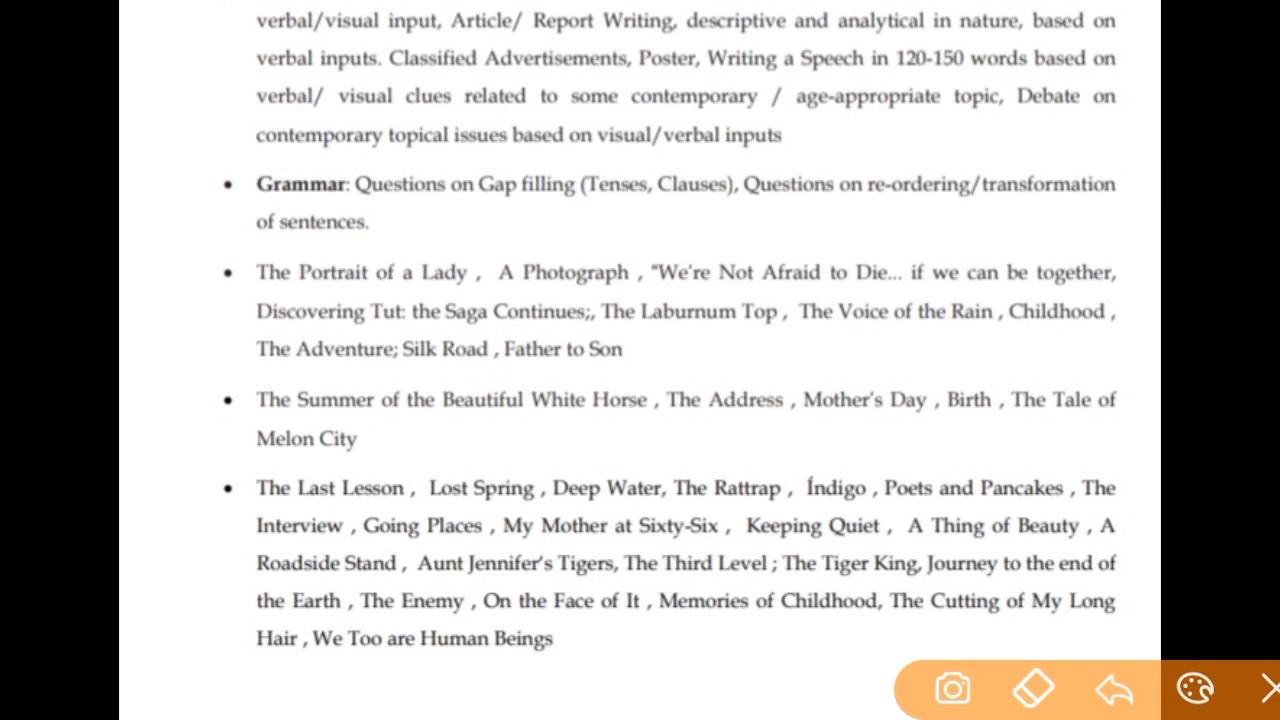 verbal/visual input, Article/ Report Writing, descriptive and analytical in nature, based on
verbal inputs. Classified Advertisements, Poster, Writing a Speech in 120-150 words based on
verbal/ visual clues related to some contemporary / age-appropriate topic, Debate on
contemporary topical issues based on visual/verbal inputs
• Grammar: Questions on Gap filling (Tenses, Clauses), Questions on re-ordering/transformation
of sentences.
• The Portrait of a Lady , A Photograph , "We're Not Afraid to Die... if we can be together,
Discovering Tut: the Saga Continues;, The Laburnum Top , The Voice of the Rain , Childhood ,
The Adventure; Silk Road , Father to Son
• The Summer of the Beautiful White Horse , The Address , Mother's Day , Birth , The Tale of
Melon City
• The Last Lesson , Lost Spring , Deep Water, The Rattrap , Índigo , Poets and Pancakes , The
Interview , Going Places , My Mother at Sixty-Six , Keeping Quiet , A Thing of Beauty , A
Roadside Stand , Aunt Jennifer's Tigers, The Third Level ; The Tiger King, Journey to the end of
the Earth , The Enemy , On the Face of It , Memories of Childhood, The Cutting of My Long
Hair , We Too are Human Beings